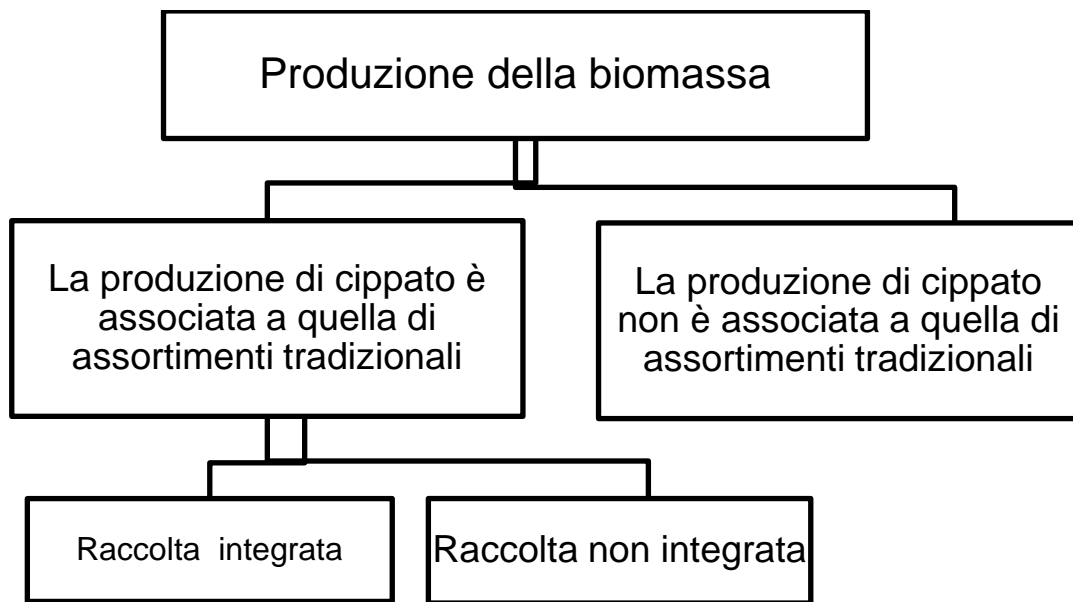 Produzione della biomassa
La produzione di cippato è
associata a quella di
assortimenti tradizionali
La produzione di cippato
non è associata a quella di
assortimenti tradizionali
Raccolta integrata
Raccolta non integrata